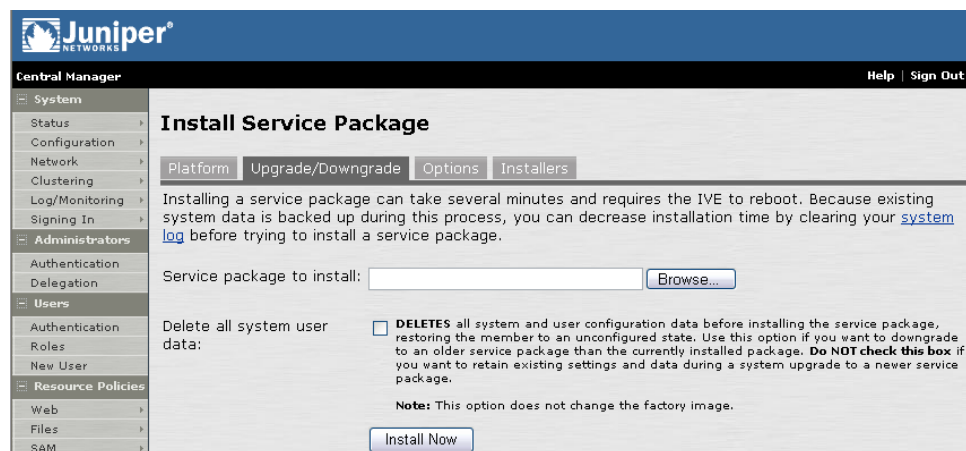 Juniper®
NETWORKS
Central Manager
Help | Sign Out
System
Status
Configuration
Network
Clustering
Log/Monitoring
Signing In
Administrators
Authentication
Delegation
Users
Authentication
Roles
New User
Resource Policies
Web
Files
SAM
Install Service Package
Platform Upgrade/Downgrade Options Installers
Installing a service package can take several minutes and requires the IVE to reboot. Because existing
system data is backed up during this process, you can decrease installation time by clearing your system
log before trying to install a service package.
Service package to install: Browse...
Delete all system user
data:
DELETES all system and user configuration data before installing the service package,
restoring the member to an unconfigured state. Use this option if you want to downgrade
to an older service package than the currently installed package. Do NOT check this box if
you want to retain existing settings and data during a system upgrade to a newer service
package.
Note: This option does not change the factory image.
Install Now